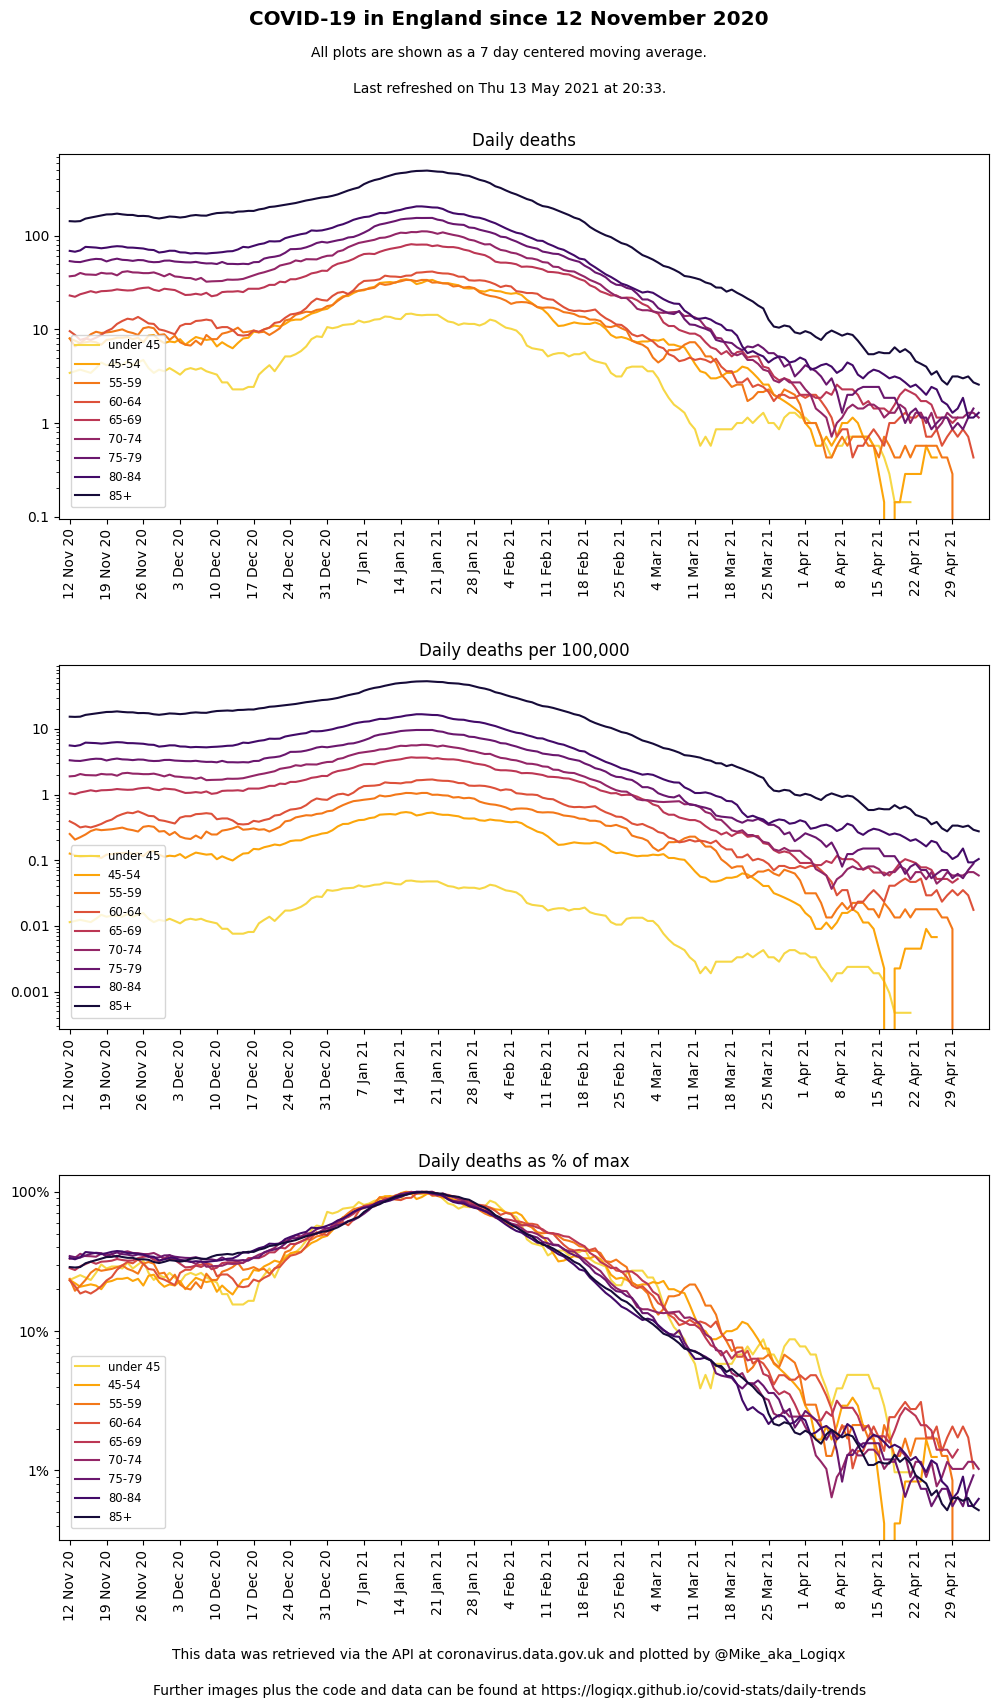 COVID-19 in England since 12 November 2020
All plots are shown as a 7 day centered moving average.
Last refreshed on Thu 13 May 2021 at 20:33.
Daily deaths
100
10
1
0.1
under 45
45-54
55-59
60-64
65-69
70-74
75-79
80-84
85+
12 Nov 20
19 Nov 20
26 Nov 20
3 Dec 20
10 Dec 20
17 Dec 20
24 Dec 20
31 Dec 20
7 Jan 21
14 Jan 21
21 Jan 21
28 Jan 21
4 Feb 21
11 Feb 21
18 Feb 21
25 Feb 21
4 Mar 21
11 Mar 21
18 Mar 21
25 Mar 21
1 Apr 21
8 Apr 21
15 Apr 21
22 Apr 21
29 Apr 21
Daily deaths per 100,000
10
1
0.1
0.01
0.001
under 45
45-54
55-59
60-64
65-69
70-74
75-79
80-84
85+
12 Nov 20
19 Nov 20
26 Nov 20
3 Dec 20
10 Dec 20
17 Dec 20
24 Dec 20
31 Dec 20
7 Jan 21
14 Jan 21
21 Jan 21
28 Jan 21
4 Feb 21
11 Feb 21
18 Feb 21
25 Feb 21
4 Mar 21
11 Mar 21
18 Mar 21
25 Mar 21
1 Apr 21
8 Apr 21
15 Apr 21
22 Apr 21
29 Apr 21
Daily deaths as % of max
100%
10%
1%
under 45
45-54
55-59
60-64
65-69
70-74
75-79
80-84
85+
12 Nov 20
19 Nov 20
26 Nov 20
3 Dec 20
10 Dec 20
17 Dec 20
24 Dec 20
31 Dec 20
7 Jan 21
14 Jan 21
21 Jan 21
28 Jan 21
4 Feb 21
11 Feb 21
18 Feb 21
25 Feb 21
4 Mar 21
11 Mar 21
18 Mar 21
25 Mar 21
1 Apr 21
8 Apr 21
15 Apr 21
22 Apr 21
29 Apr 21
This data was retrieved via the API at coronavirus.data.gov.uk and plotted by @Mike_aka_Logiqx
Further images plus the code and data can be found at https://logiqx.github.io/covid-stats/daily-trends